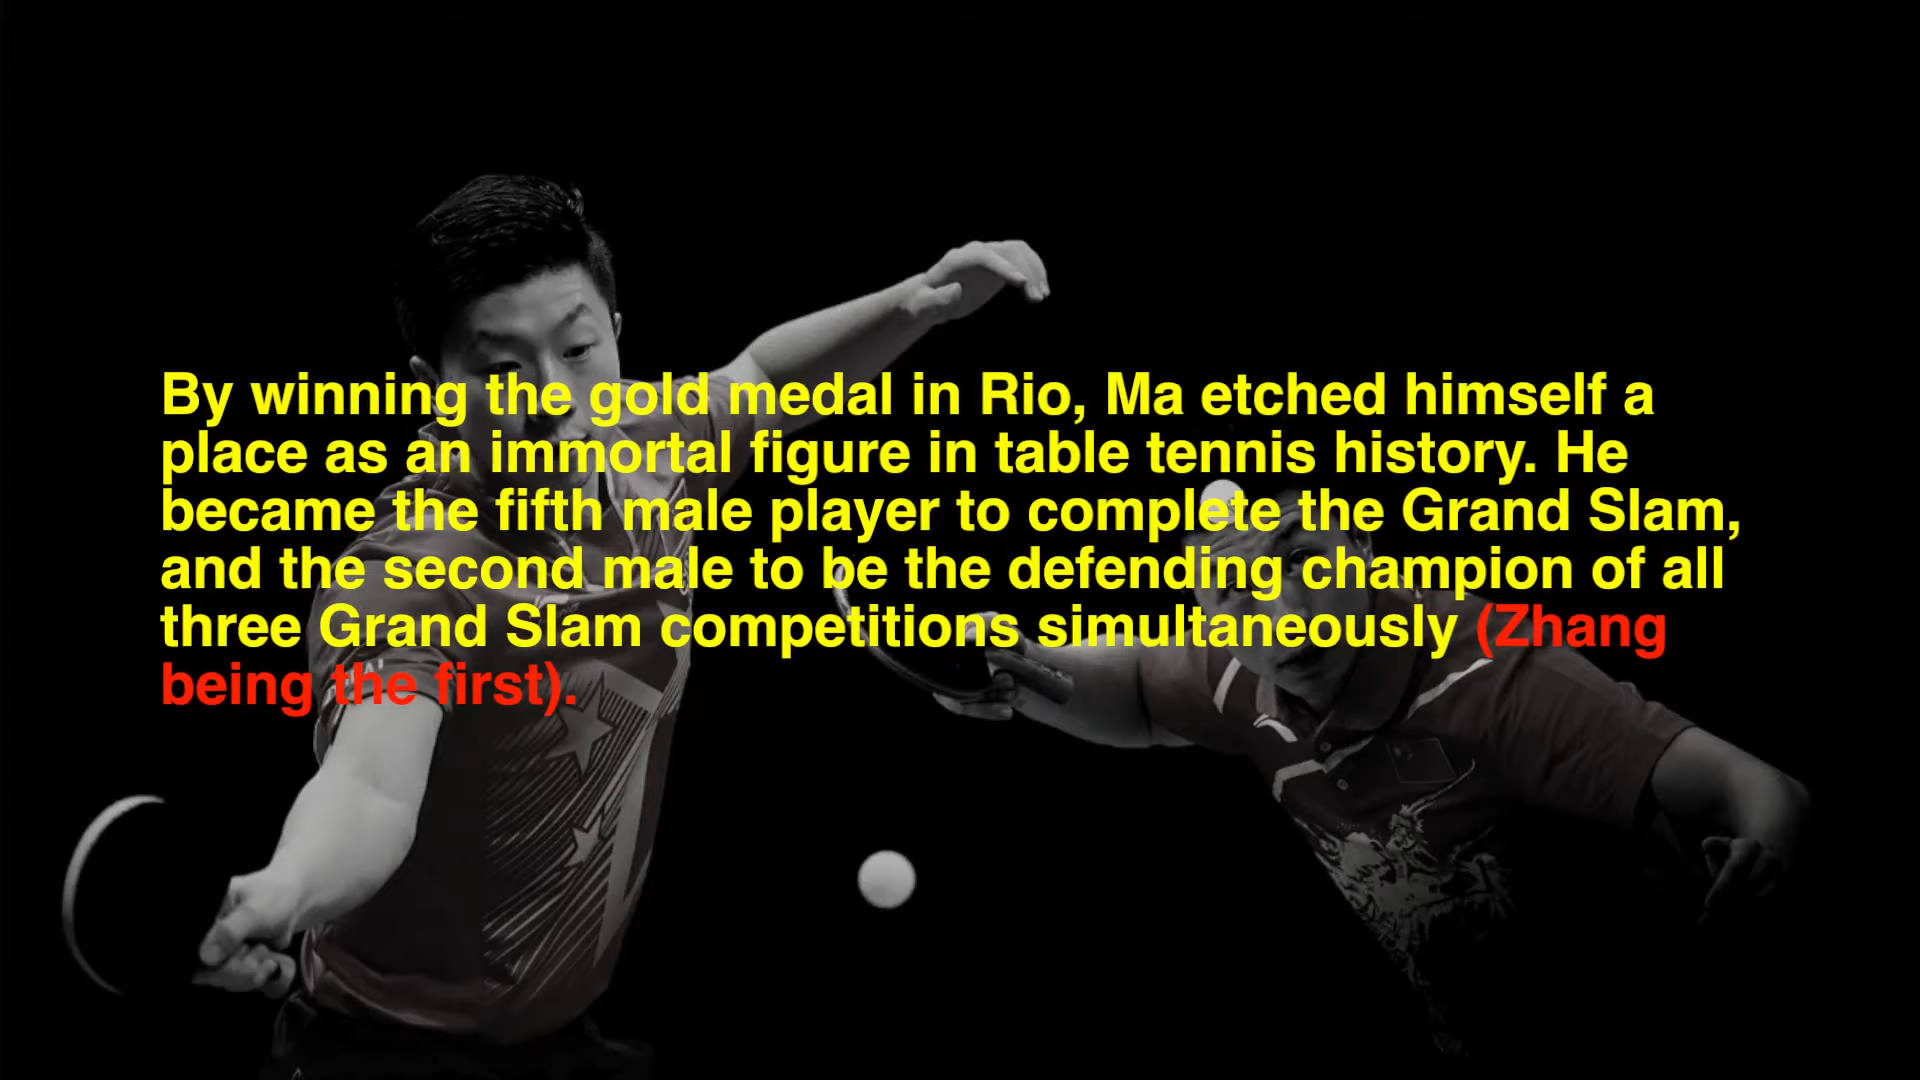 By winning the gold medal in Rio, Ma etched himself a
place as an immortal figure in table tennis history. He
became the fifth male player to complete the Grand Slam,
and the second male to be the defending champion of all
three Grand Slam competitions simultaneously (Zhang
being the first).